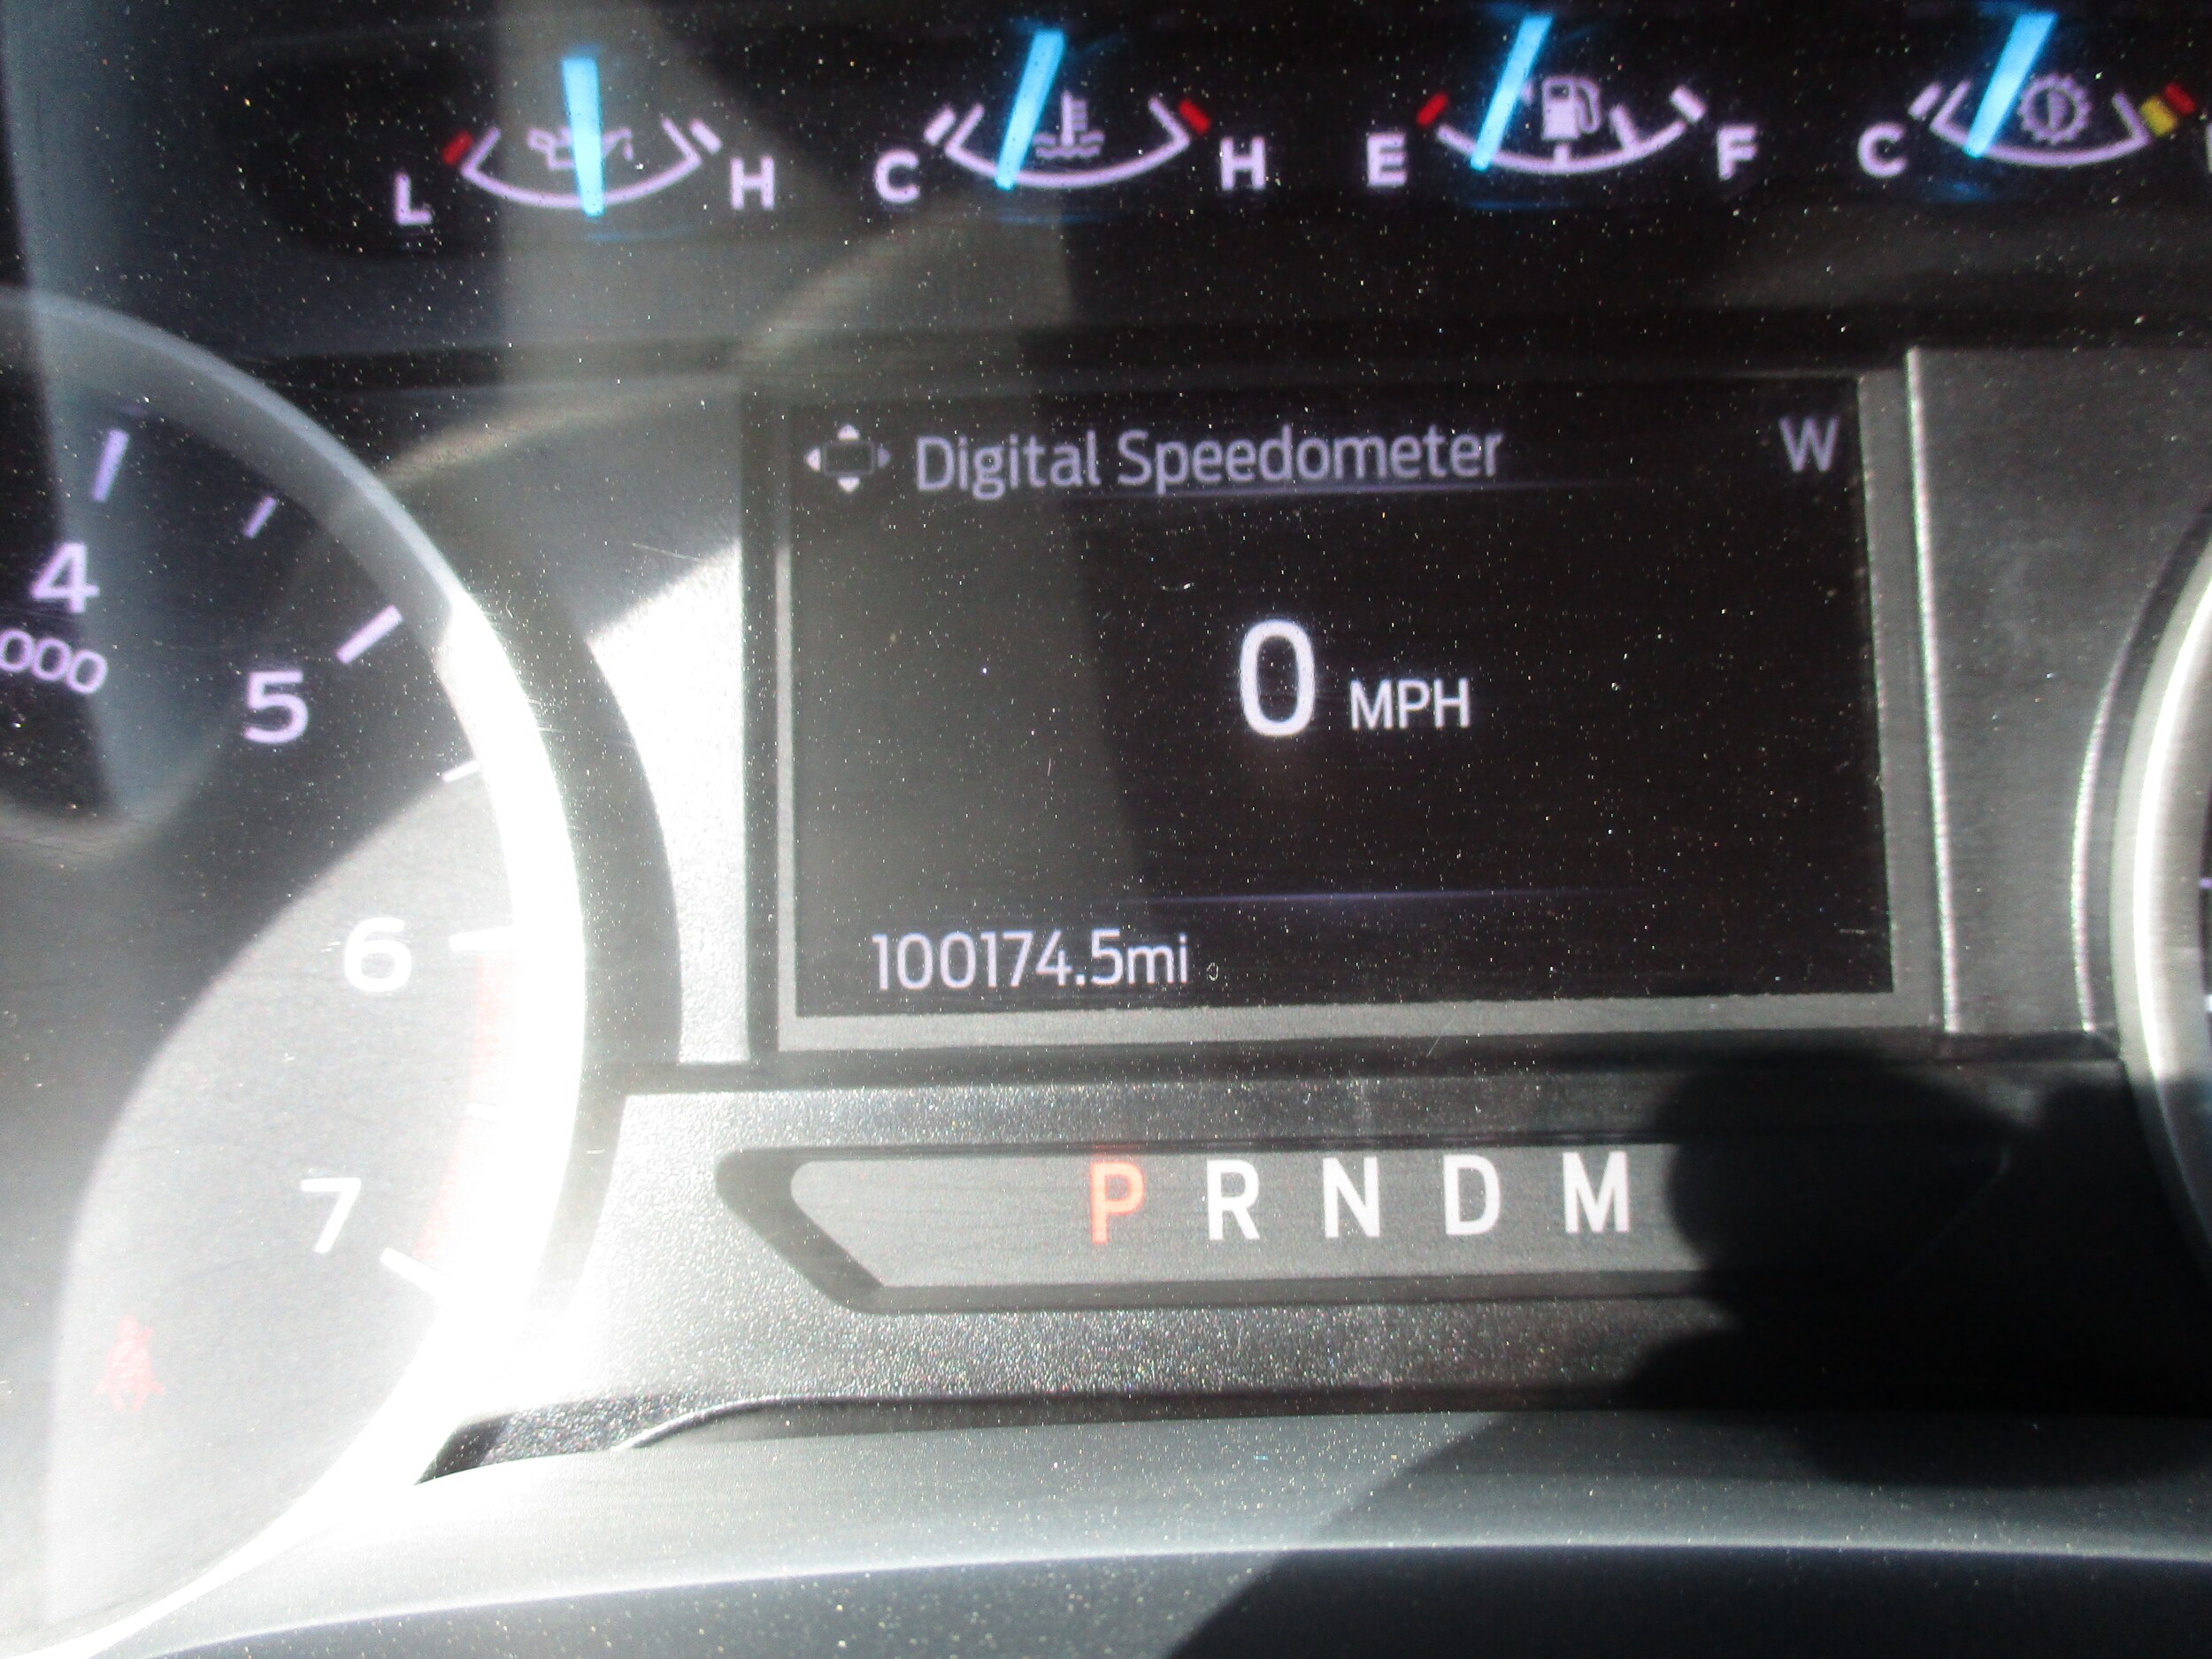 L H C H E F C
Digital Speedometer W
4
000
5
0 MPH
6
100174.5mi
7
P R N D M